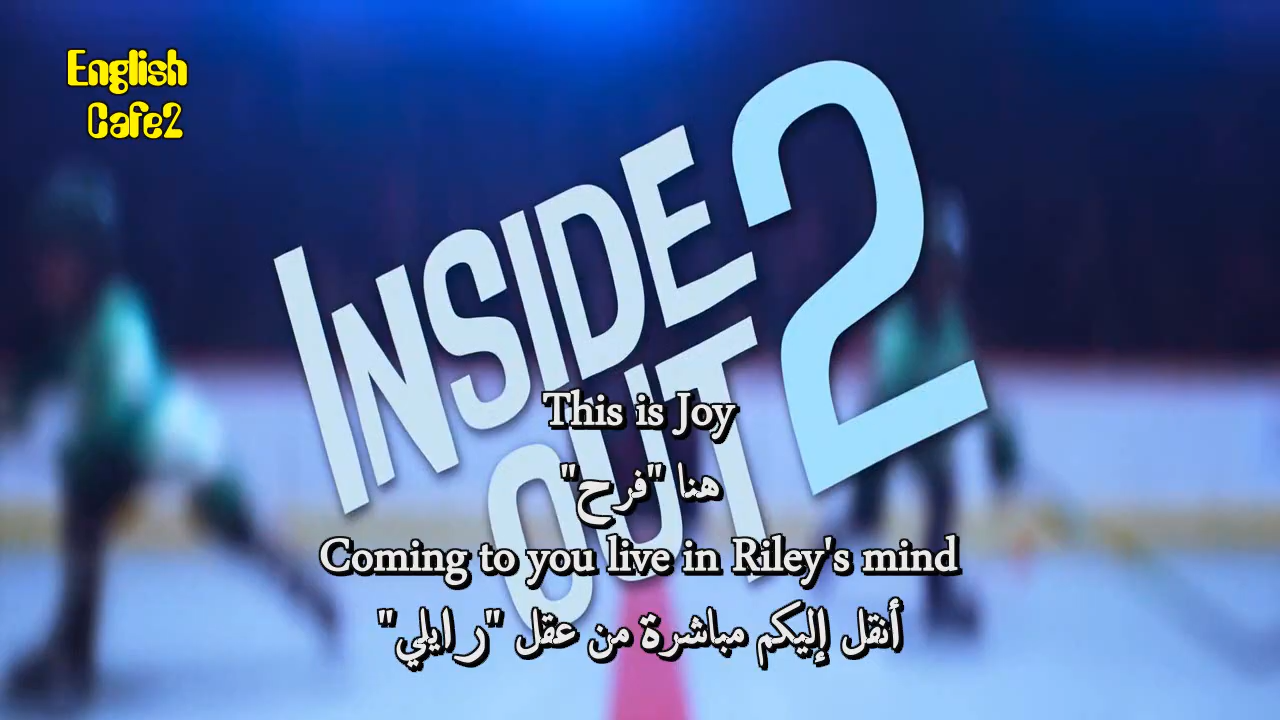 English
Cafe2
INSIDE
OUT 2
This is Joy
هنا "فرح"
Coming to you live in Riley's mind
أنقل إليكم مباشرة من عقل "رايلي"